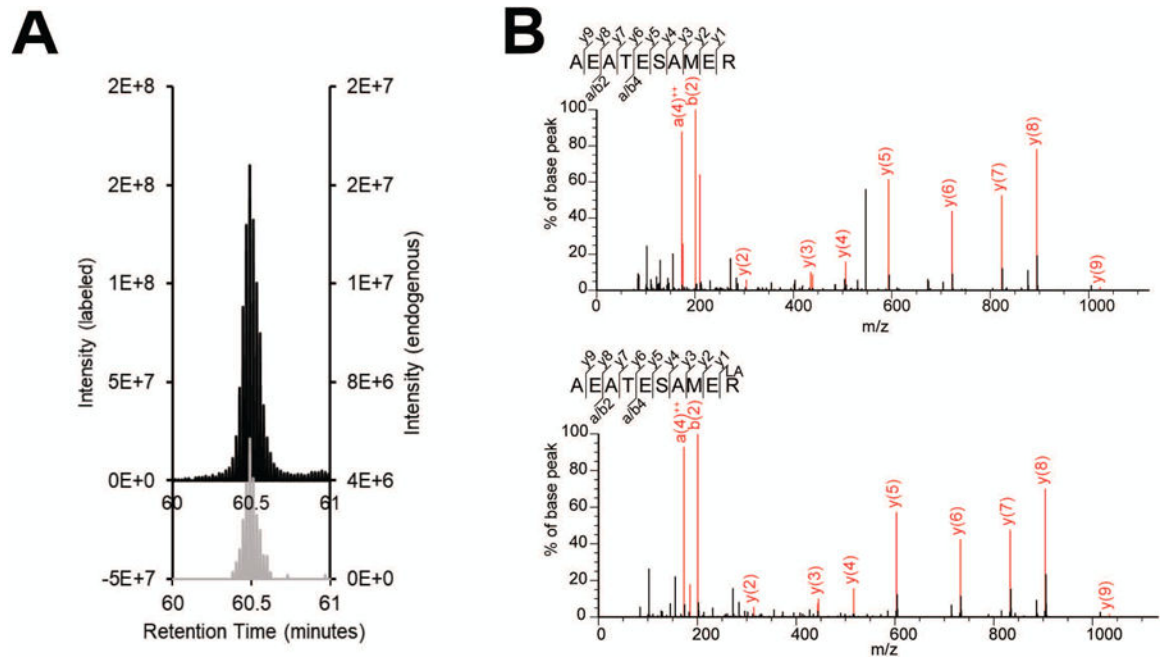 A
2E+8
2E+8
1E+8
5E+7
0E+0
-5E+7
Intensity (labeled)
2E+7
2E+7
1E+7
8E+6
4E+6
0E+0
Intensity (endogenous)
60
60.5
61
60
60.5
61
Retention Time (minutes)
B
y9 y8 y7 y6 y5 y4 y3 y2 y1
AEATESAMER
a/b2 a/b4
100
80
60
40
20
0
% of base peak
a(4)++
b(2)
y(2)
y(3)
y(4)
y(5)
y(6)
y(7)
y(8)
y(9)
0 200 400 600 800 1000
m/z
y9 y8 y7 y6 y5 y4 y3 y2 y1
LA
AEATESAMER
a/b2 a/b4
100
80
60
40
20
0
% of base peak
a(4)++
b(2)
y(2)
y(3)
y(4)
y(5)
y(6)
y(7)
y(8)
y(9)
0 200 400 600 800 1000
m/z